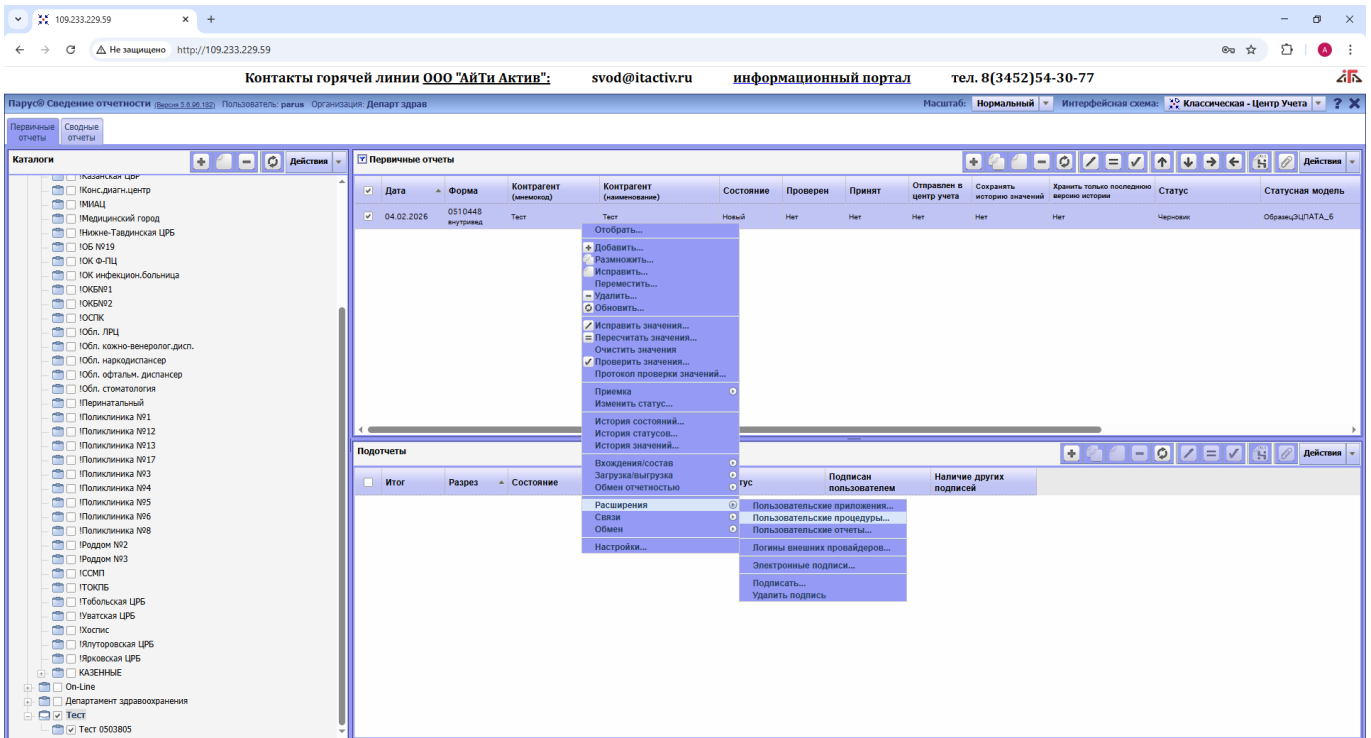 109.233.229.59
Не защищено http://109.233.229.59
A
Контакты горячей линии ООО "АйТи Актив": svod@itactiv.ru информационный портал тел. 8(3452)54-30-77
Парус® Сведение отчетности (Версия 3.6.96.182) Пользователь: parus Организация: Департ здрав Масштаб: Нормальный Интерфейсная схема: Классическая - Центр Учета
Первичные отчеты
Сводные отчеты
Каталоги Действия
!Казанская ЦРБ
!Конс.диагн.центр
!МИАЦ
!Медицинский город
!Нижне-Тавдинская ЦРБ
!ОБ №19
!ОК Ф-ПЦ
!ОК инфекцион.больница
!ОКБ№1
!ОКБ№2
!ОСПК
!Обл. ЛРЦ
!Обл. кожно-венеролог.дисп.
!Обл. наркодиспансер
!Обл. офтальм. диспансер
!Обл. стоматология
!Перинатальный
!Поликлиника №1
!Поликлиника №12
!Поликлиника №13
!Поликлиника №17
!Поликлиника №3
!Поликлиника №4
!Поликлиника №5
!Поликлиника №6
!Поликлиника №8
!Роддом №2
!Роддом №3
!ССМП
!ТОКПБ
!Тобольская ЦРБ
!Уватская ЦРБ
!Хоспис
!Ялуторовская ЦРБ
!Ярковская ЦРБ
КАЗЕННЫЕ
On-Line
Департамент здравоохранения
Тест
Тест 0503805
Первичные отчеты Действия
Дата Форма Контрагент (мнемокод) Контрагент (наименование) Состояние Проверен Принят Отправлен в центр учета Сохранять историю значений Хранить только последнюю версию истории Статус Статусная модель
04.02.2026 0510448 внутривед Тест Тест Новый Нет Нет Нет Нет Нет Черновик ОбразецЭЦПАТА_6
Отобрать...
Добавить...
Размножить...
Исправить...
Переместить...
Удалить...
Обновить...
Исправить значения...
Пересчитать значения...
Очистить значения
Проверить значения...
Протокол проверки значений...
Приемка
Изменить статус...
История состояний...
История статусов...
История значений...
Вхождения/состав
Загрузка/выгрузка
Обмен отчетностью
Расширения
Связи
Обмен
Настройки...
Пользовательские приложения...
Пользовательские процедуры...
Пользовательские отчеты...
Логины внешних провайдеров...
Электронные подписи...
Подписать...
Удалить подпись
Подотчеты Действия
Итог Разрез Состояние тус Подписан пользователем Наличие других подписей